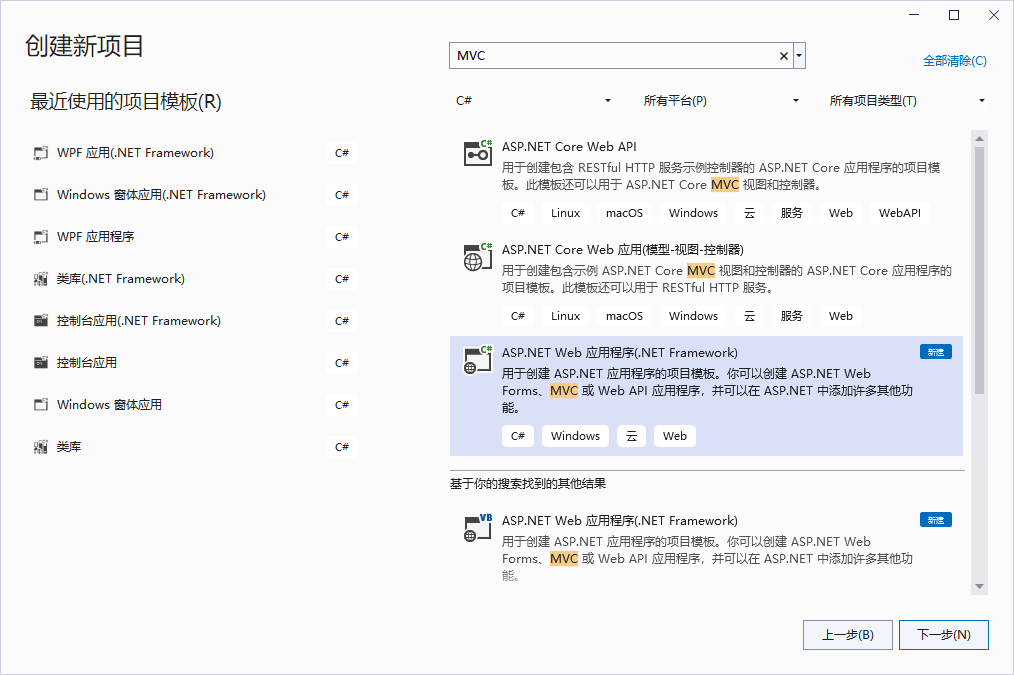 创建新项目
MVC
全部清除(C)
最近使用的项目模板(R)
WPF 应用(.NET Framework) C#
Windows 窗体应用(.NET Framework) C#
WPF 应用程序 C#
类库(.NET Framework) C#
控制台应用(.NET Framework) C#
控制台应用 C#
Windows 窗体应用 C#
类库 C#
C# 所有平台(P) 所有项目类型(T)
C#
ASP.NET Core Web API
用于创建包含 RESTful HTTP 服务示例控制器的 ASP.NET Core 应用程序的项目模
板。此模板还可以用于 ASP.NET Core MVC 视图和控制器。
C# Linux macOS Windows 云 服务 Web WebAPI
C#
ASP.NET Core Web 应用(模型-视图-控制器)
用于创建包含示例 ASP.NET Core MVC 视图和控制器的 ASP.NET Core 应用程序的
项目模板。此模板还可以用于 RESTful HTTP 服务。
C# Linux macOS Windows 云 服务 Web
C#
ASP.NET Web 应用程序(.NET Framework) 新建
用于创建 ASP.NET 应用程序的项目模板。你可以创建 ASP.NET Web
Forms、MVC 或 Web API 应用程序，并可以在 ASP.NET 中添加许多其他功
能。
C# Windows 云 Web
基于你的搜索找到的其他结果
VB
ASP.NET Web 应用程序(.NET Framework) 新建
用于创建 ASP.NET 应用程序的项目模板。你可以创建 ASP.NET Web
Forms、MVC 或 Web API 应用程序，并可以在 ASP.NET 中添加许多其他功
能。
上一步(B) 下一步(N)